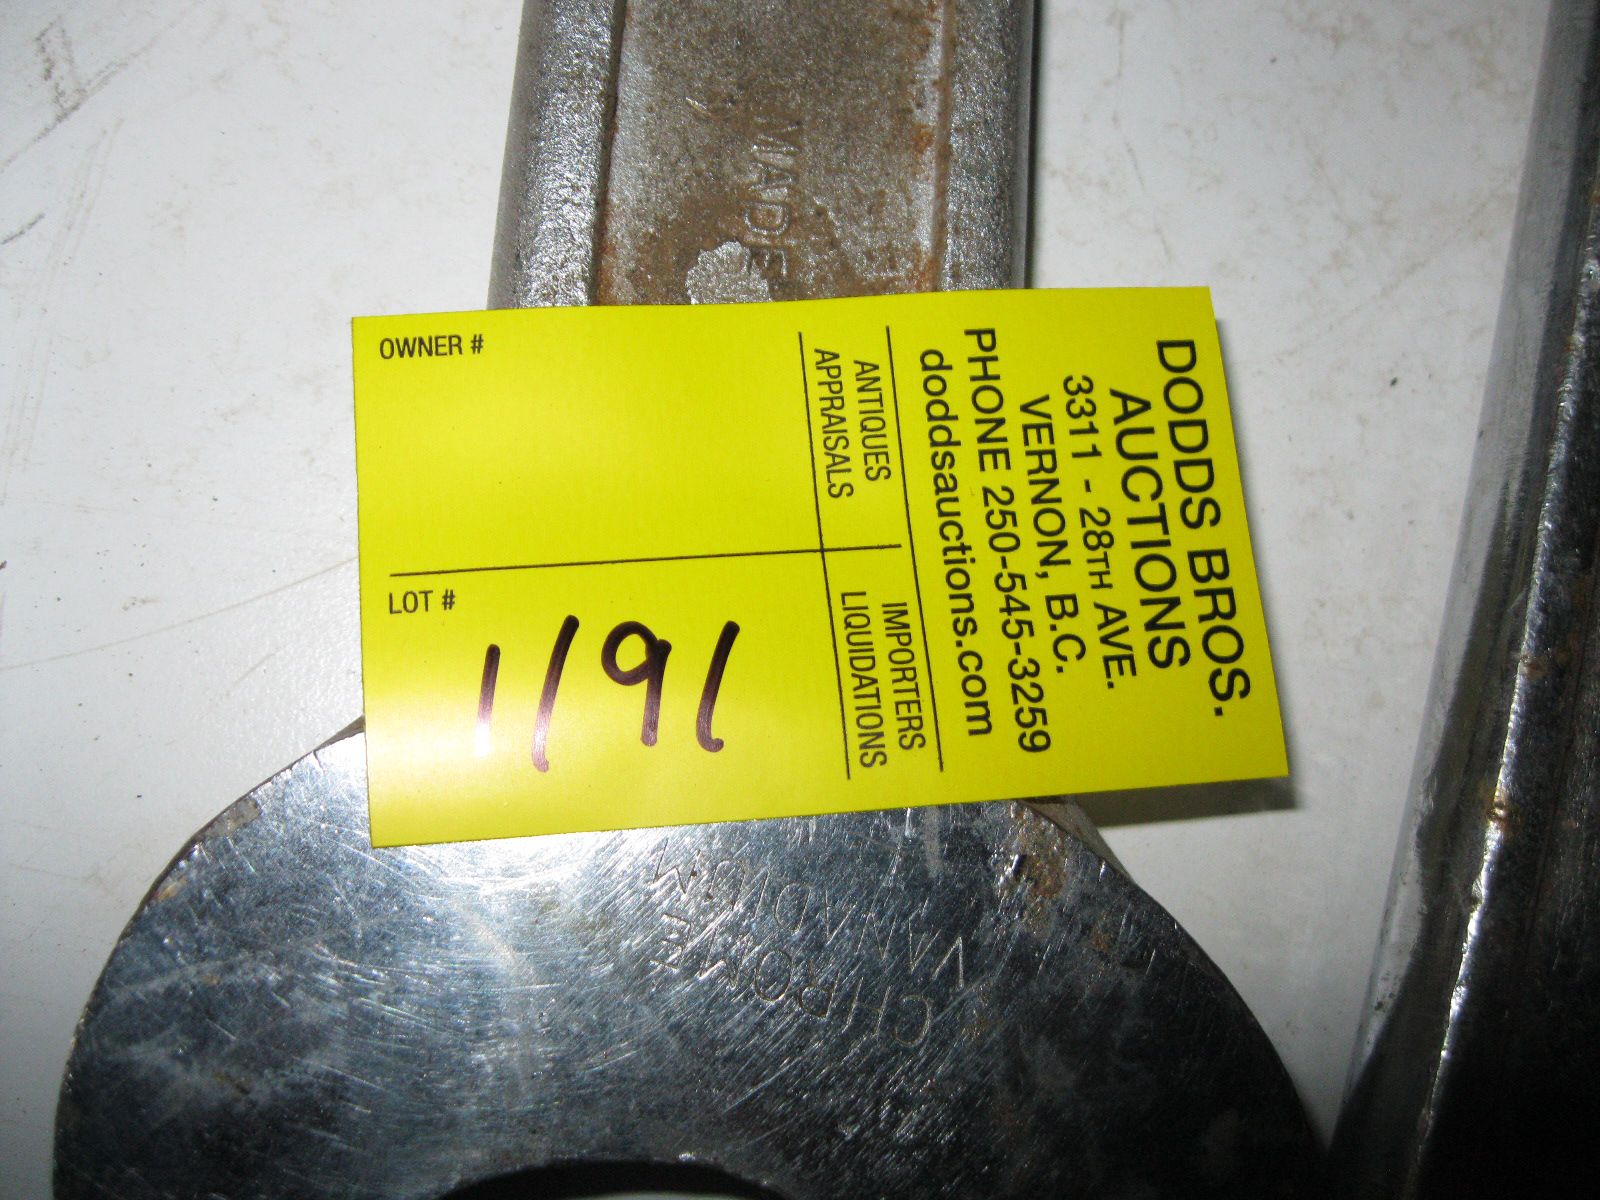 DODDS BROS.
AUCTIONS
3311 - 28TH AVE.
VERNON, B.C.
PHONE 250-545-3259
doddsauctions.com
ANTIQUES
APPRAISALS
IMPORTERS
LIQUIDATIONS
OWNER #
LOT #
1191
MADE
CHROME
VANADIUM